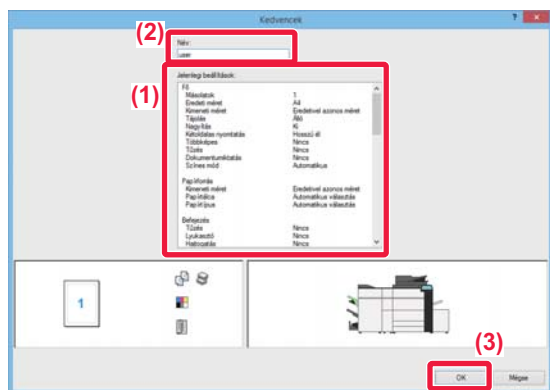 Kedvencek
? ×
(2)
Név:
user
(1)
Jelenlegi beállítások:
Fő
Másolatok 1
Eredeti méret A4
Kimeneti méret Eredetivel azonos méret
Tájolás Álló
Nagyítás Ki
Kétoldalas nyomtatás Hosszú él
Többképes Nincs
Tűzés Nincs
Dokumentumiktatás Nincs
Színes mód Automatikus
Papírforrás
Kimeneti méret Eredetivel azonos méret
Papírtálca Automatikus választás
Papírtípus Automatikus választás
Befejezés
Tűzés Nincs
Lyukasztó Nincs
Hajtogatás Nincs
1
(3)
OK Mégse